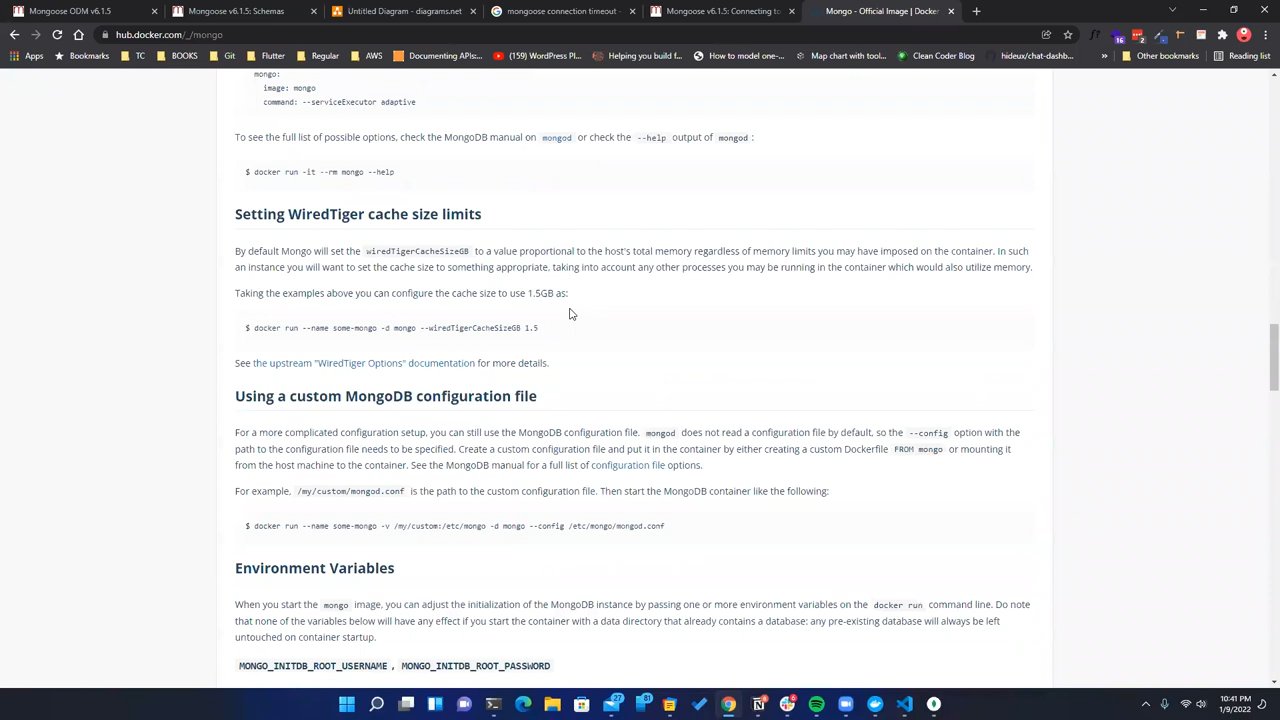 Mongoose ODM v6.1.5
Mongoose v6.1.5: Schemas
Untitled Diagram - diagrams.net
mongoose connection timeout -
Mongoose v6.1.5: Connecting to
Mongo - Official Image | Docker
hub.docker.com/_/mongo
Apps
Bookmarks
TC
BOOKS
Git
Flutter
Regular
AWS
Documenting APIs:...
(159) WordPress Pl...
Helping you build f...
How to model one-...
Map chart with tool...
Clean Coder Blog
hideux/chat-dashb...
Other bookmarks
Reading list
mongo:
image: mongo
command: --serviceExecutor adaptive
To see the full list of possible options, check the MongoDB manual on mongod or check the --help output of mongod :
$ docker run -it --rm mongo --help
Setting WiredTiger cache size limits
By default Mongo will set the wiredTigerCacheSizeGB to a value proportional to the host's total memory regardless of memory limits you may have imposed on the container. In such
an instance you will want to set the cache size to something appropriate, taking into account any other processes you may be running in the container which would also utilize memory.
Taking the examples above you can configure the cache size to use 1.5GB as:
$ docker run --name some-mongo -d mongo --wiredTigerCacheSizeGB 1.5
See the upstream "WiredTiger Options" documentation for more details.
Using a custom MongoDB configuration file
For a more complicated configuration setup, you can still use the MongoDB configuration file. mongod does not read a configuration file by default, so the --config option with the
path to the configuration file needs to be specified. Create a custom configuration file and put it in the container by either creating a custom Dockerfile FROM mongo or mounting it
from the host machine to the container. See the MongoDB manual for a full list of configuration file options.
For example, /my/custom/mongod.conf is the path to the custom configuration file. Then start the MongoDB container like the following:
$ docker run --name some-mongo -v /my/custom:/etc/mongo -d mongo --config /etc/mongo/mongod.conf
Environment Variables
When you start the mongo image, you can adjust the initialization of the MongoDB instance by passing one or more environment variables on the docker run command line. Do note
that none of the variables below will have any effect if you start the container with a data directory that already contains a database: any pre-existing database will always be left
untouched on container startup.
MONGO_INITDB_ROOT_USERNAME , MONGO_INITDB_ROOT_PASSWORD
27
81
10:41 PM
1/9/2022